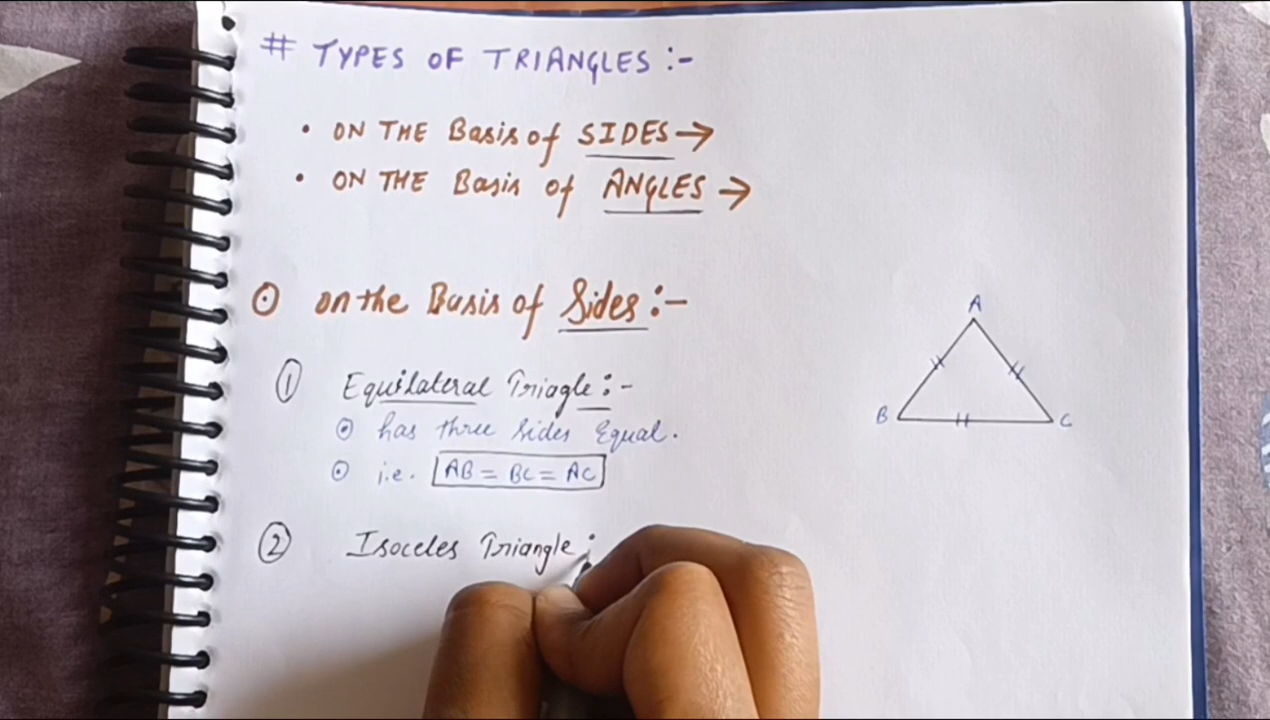 # TYPES OF TRIANGLES :-
• ON THE Basis of SIDES →
• ON THE Basis of ANGLES →
⊙ on the Basis of Sides :-
A
① Equilateral Triagle :-
⊙ has three sides Equal.
B C
⊙ i.e. AB = BC = AC
② Isoceles Triangle :